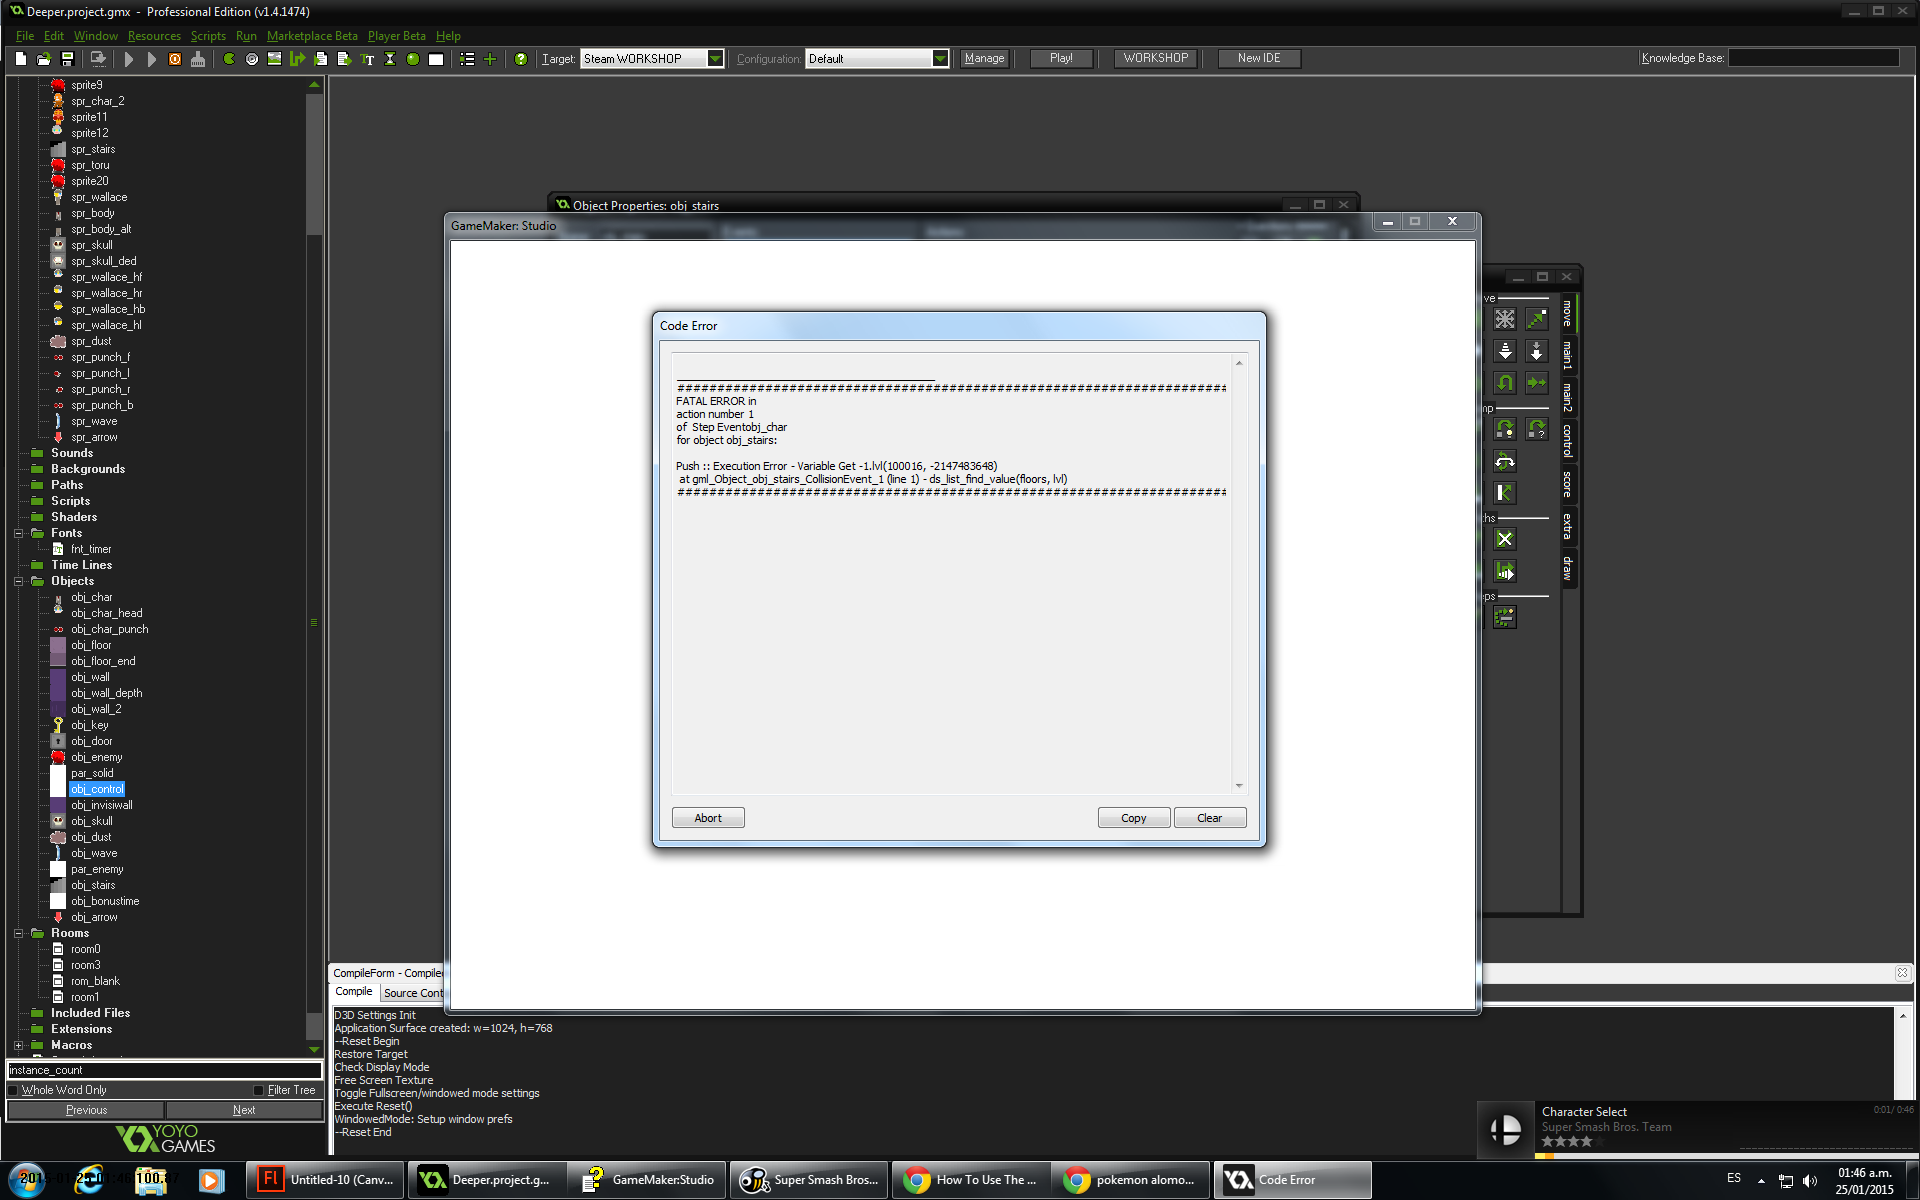 Deeper.project.gmx - Professional Edition (v1.4.1474)
File Edit Window Resources Scripts Run Marketplace Beta Player Beta Help
Target: Steam WORKSHOP Configuration: Default Manage Play! WORKSHOP New IDE Knowledge Base:
sprite9
spr_char_2
sprite11
sprite12
spr_stairs
spr_toru
sprite20
spr_wallace
spr_body
spr_body_alt
spr_skull
spr_skull_ded
spr_wallace_hf
spr_wallace_hr
spr_wallace_hb
spr_wallace_hl
spr_dust
spr_punch_f
spr_punch_l
spr_punch_r
spr_punch_b
spr_wave
spr_arrow
Sounds
Backgrounds
Paths
Scripts
Shaders
Fonts
fnt_timer
Time Lines
Objects
obj_char
obj_char_head
obj_char_punch
obj_floor
obj_floor_end
obj_wall
obj_wall_depth
obj_wall_2
obj_key
obj_door
obj_enemy
par_solid
obj_control
obj_invisiwall
obj_skull
obj_dust
obj_wave
par_enemy
obj_stairs
obj_bonustime
obj_arrow
Rooms
room0
room3
rom_blank
room1
Included Files
Extensions
Macros
instance_count
Whole Word Only Filter Tree
Previous Next
YOYO
GAMES
Object Properties: obj_stairs
GameMaker: Studio
Code Error
###########################################################################
FATAL ERROR in
action number 1
of Step Eventobj_char
for object obj_stairs:
Push :: Execution Error - Variable Get -1.lvl(100016, -2147483648)
at gml_Object_obj_stairs_CollisionEvent_1 (line 1) - ds_list_find_value(floors, lvl)
###########################################################################
Abort Copy Clear
move
main1
main2
control
score
extra
draw
CompileForm - Compile
Compile Source Cont
D3D Settings Init
Application Surface created: w=1024, h=768
--Reset Begin
Restore Target
Check Display Mode
Free Screen Texture
Toggle Fullscreen/windowed mode settings
Execute Reset()
WindowedMode: Setup window prefs
--Reset End
Character Select
Super Smash Bros. Team
0:01/ 0:46
Untitled-10 (Canv...
Deeper.project.g...
GameMaker:Studio
Super Smash Bros...
How To Use The ...
pokemon alomo...
Code Error
ES
01:46 a.m.
25/01/2015